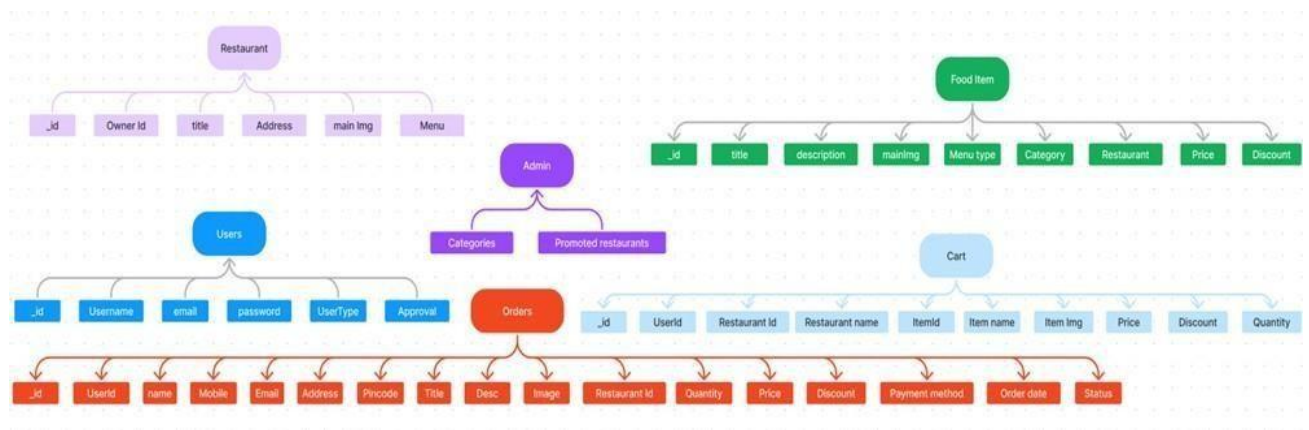 Restaurant
_id
Owner Id
title
Address
main Img
Menu
Food Item
_id
title
description
mainImg
Menu type
Category
Restaurant
Price
Discount
Admin
Categories
Promoted restaurants
Users
_id
Username
email
password
UserType
Approval
Cart
_id
UserId
Restaurant Id
Restaurant name
ItemId
Item name
Item Img
Price
Discount
Quantity
Orders
_id
UserId
name
Mobile
Email
Address
Pincode
Title
Desc
Image
Restaurant Id
Quantity
Price
Discount
Payment method
Order date
Status